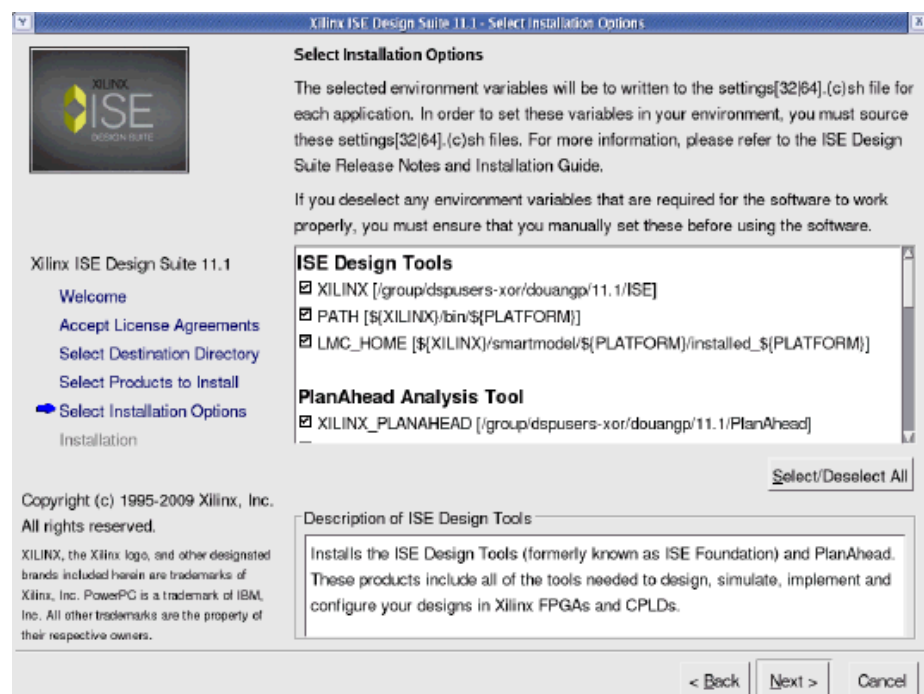 Xilinx ISE Design Suite 11.1 - Select Installation Options
XILINX
ISE
DESIGN SUITE
Select Installation Options
The selected environment variables will be to written to the settings[32|64].(c)sh file for
each application. In order to set these variables in your environment, you must source
these settings[32|64].(c)sh files. For more information, please refer to the ISE Design
Suite Release Notes and Installation Guide.
If you deselect any environment variables that are required for the software to work
properly, you must ensure that you manually set these before using the software.
Xilinx ISE Design Suite 11.1
Welcome
Accept License Agreements
Select Destination Directory
Select Products to Install
Select Installation Options
Installation
ISE Design Tools
XILINX [/group/dspusers-xor/douangp/11.1/ISE]
PATH [${XILINX}/bin/${PLATFORM}]
LMC_HOME [${XILINX}/smartmodel/${PLATFORM}/installed_${PLATFORM}]
PlanAhead Analysis Tool
XILINX_PLANAHEAD [/group/dspusers-xor/douangp/11.1/PlanAhead]
Select/Deselect All
Copyright (c) 1995-2009 Xilinx, Inc.
All rights reserved.
XILINX, the Xilinx logo, and other designated
brands included herein are trademarks of
Xilinx, Inc. PowerPC is a trademark of IBM,
Inc. All other trademarks are the property of
their respective owners.
Description of ISE Design Tools
Installs the ISE Design Tools (formerly known as ISE Foundation) and PlanAhead.
These products include all of the tools needed to design, simulate, implement and
configure your designs in Xilinx FPGAs and CPLDs.
< Back
Next >
Cancel